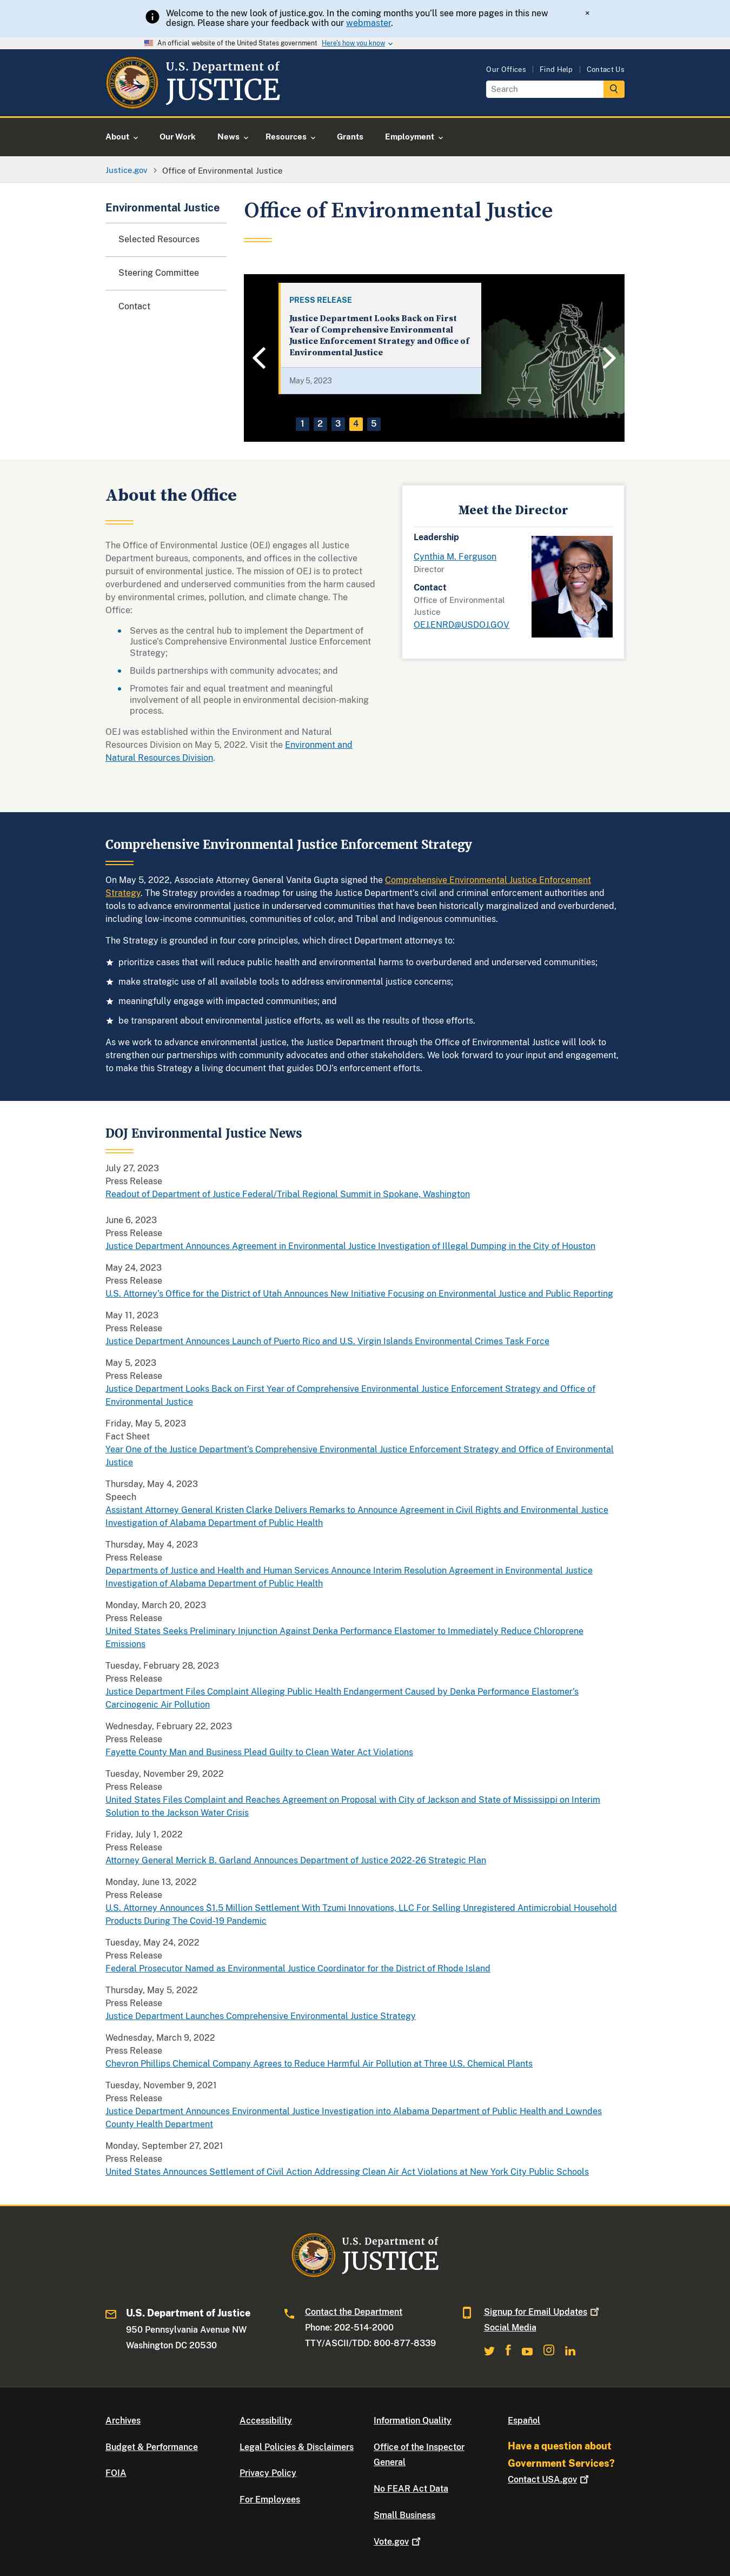 Welcome to the new look of justice.gov. In the coming months you'll see more pages in this new
design. Please share your feedback with our webmaster.
×
An official website of the United States government Here's how you know
U.S. Department of
JUSTICE
Our Offices
Find Help
Contact Us
Search
About
Our Work
News
Resources
Grants
Employment
Justice.gov
Office of Environmental Justice
Environmental Justice
Selected Resources
Steering Committee
Contact
Office of Environmental Justice
PRESS RELEASE
Justice Department Looks Back on First
Year of Comprehensive Environmental
Justice Enforcement Strategy and Office of
Environmental Justice
May 5, 2023
1 2 3 4 5
About the Office
The Office of Environmental Justice (OEJ) engages all Justice
Department bureaus, components, and offices in the collective
pursuit of environmental justice. The mission of OEJ is to protect
overburdened and underserved communities from the harm caused
by environmental crimes, pollution, and climate change. The
Office:
Serves as the central hub to implement the Department of
Justice's Comprehensive Environmental Justice Enforcement
Strategy;
Builds partnerships with community advocates; and
Promotes fair and equal treatment and meaningful
involvement of all people in environmental decision-making
process.
OEJ was established within the Environment and Natural
Resources Division on May 5, 2022. Visit the Environment and
Natural Resources Division.
Meet the Director
Leadership
Cynthia M. Ferguson
Director
Contact
Office of Environmental
Justice
OEJ.ENRD@USDOJ.GOV
Comprehensive Environmental Justice Enforcement Strategy
On May 5, 2022, Associate Attorney General Vanita Gupta signed the Comprehensive Environmental Justice Enforcement
Strategy. The Strategy provides a roadmap for using the Justice Department's civil and criminal enforcement authorities and
tools to advance environmental justice in underserved communities that have been historically marginalized and overburdened,
including low-income communities, communities of color, and Tribal and Indigenous communities.
The Strategy is grounded in four core principles, which direct Department attorneys to:
prioritize cases that will reduce public health and environmental harms to overburdened and underserved communities;
make strategic use of all available tools to address environmental justice concerns;
meaningfully engage with impacted communities; and
be transparent about environmental justice efforts, as well as the results of those efforts.
As we work to advance environmental justice, the Justice Department through the Office of Environmental Justice will look to
strengthen our partnerships with community advocates and other stakeholders. We look forward to your input and engagement,
to make this Strategy a living document that guides DOJ's enforcement efforts.
DOJ Environmental Justice News
July 27, 2023
Press Release
Readout of Department of Justice Federal/Tribal Regional Summit in Spokane, Washington
June 6, 2023
Press Release
Justice Department Announces Agreement in Environmental Justice Investigation of Illegal Dumping in the City of Houston
May 24, 2023
Press Release
U.S. Attorney's Office for the District of Utah Announces New Initiative Focusing on Environmental Justice and Public Reporting
May 11, 2023
Press Release
Justice Department Announces Launch of Puerto Rico and U.S. Virgin Islands Environmental Crimes Task Force
May 5, 2023
Press Release
Justice Department Looks Back on First Year of Comprehensive Environmental Justice Enforcement Strategy and Office of
Environmental Justice
Friday, May 5, 2023
Fact Sheet
Year One of the Justice Department's Comprehensive Environmental Justice Enforcement Strategy and Office of Environmental
Justice
Thursday, May 4, 2023
Speech
Assistant Attorney General Kristen Clarke Delivers Remarks to Announce Agreement in Civil Rights and Environmental Justice
Investigation of Alabama Department of Public Health
Thursday, May 4, 2023
Press Release
Departments of Justice and Health and Human Services Announce Interim Resolution Agreement in Environmental Justice
Investigation of Alabama Department of Public Health
Monday, March 20, 2023
Press Release
United States Seeks Preliminary Injunction Against Denka Performance Elastomer to Immediately Reduce Chloroprene
Emissions
Tuesday, February 28, 2023
Press Release
Justice Department Files Complaint Alleging Public Health Endangerment Caused by Denka Performance Elastomer's
Carcinogenic Air Pollution
Wednesday, February 22, 2023
Press Release
Fayette County Man and Business Plead Guilty to Clean Water Act Violations
Tuesday, November 29, 2022
Press Release
United States Files Complaint and Reaches Agreement on Proposal with City of Jackson and State of Mississippi on Interim
Solution to the Jackson Water Crisis
Friday, July 1, 2022
Press Release
Attorney General Merrick B. Garland Announces Department of Justice 2022-26 Strategic Plan
Monday, June 13, 2022
Press Release
U.S. Attorney Announces $1.5 Million Settlement With Tzumi Innovations, LLC For Selling Unregistered Antimicrobial Household
Products During The Covid-19 Pandemic
Tuesday, May 24, 2022
Press Release
Federal Prosecutor Named as Environmental Justice Coordinator for the District of Rhode Island
Thursday, May 5, 2022
Press Release
Justice Department Launches Comprehensive Environmental Justice Strategy
Wednesday, March 9, 2022
Press Release
Chevron Phillips Chemical Company Agrees to Reduce Harmful Air Pollution at Three U.S. Chemical Plants
Tuesday, November 9, 2021
Press Release
Justice Department Announces Environmental Justice Investigation into Alabama Department of Public Health and Lowndes
County Health Department
Monday, September 27, 2021
Press Release
United States Announces Settlement of Civil Action Addressing Clean Air Act Violations at New York City Public Schools
U.S. Department of
JUSTICE
U.S. Department of Justice
950 Pennsylvania Avenue NW
Washington DC 20530
Contact the Department
Phone: 202-514-2000
TTY/ASCII/TDD: 800-877-8339
Signup for Email Updates
Social Media
Archives
Budget & Performance
FOIA
Accessibility
Legal Policies & Disclaimers
Privacy Policy
For Employees
Information Quality
Office of the Inspector
General
No FEAR Act Data
Small Business
Vote.gov
Español
Have a question about
Government Services?
Contact USA.gov